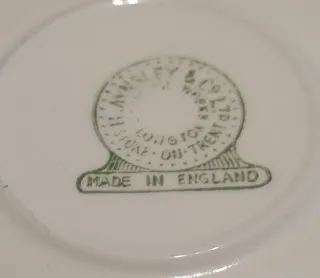 H. AYNSLEY & Co. LTD.
LONGTON
STOKE-ON-TRENT
MADE IN ENGLAND